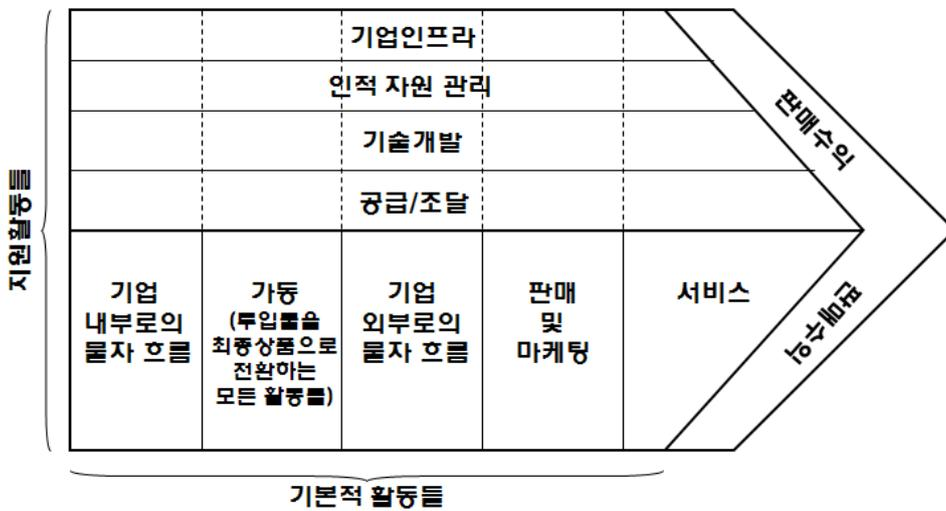 기업인프라
인적 자원 관리
기술개발
공급/조달
지원활동들
판매수익
기업
내부로의
물자 흐름
가동
(투입물을
최종상품으로
전환하는
모든 활동들)
기업
외부로의
물자 흐름
판매
및
마케팅
서비스
판매수익
기본적 활동들